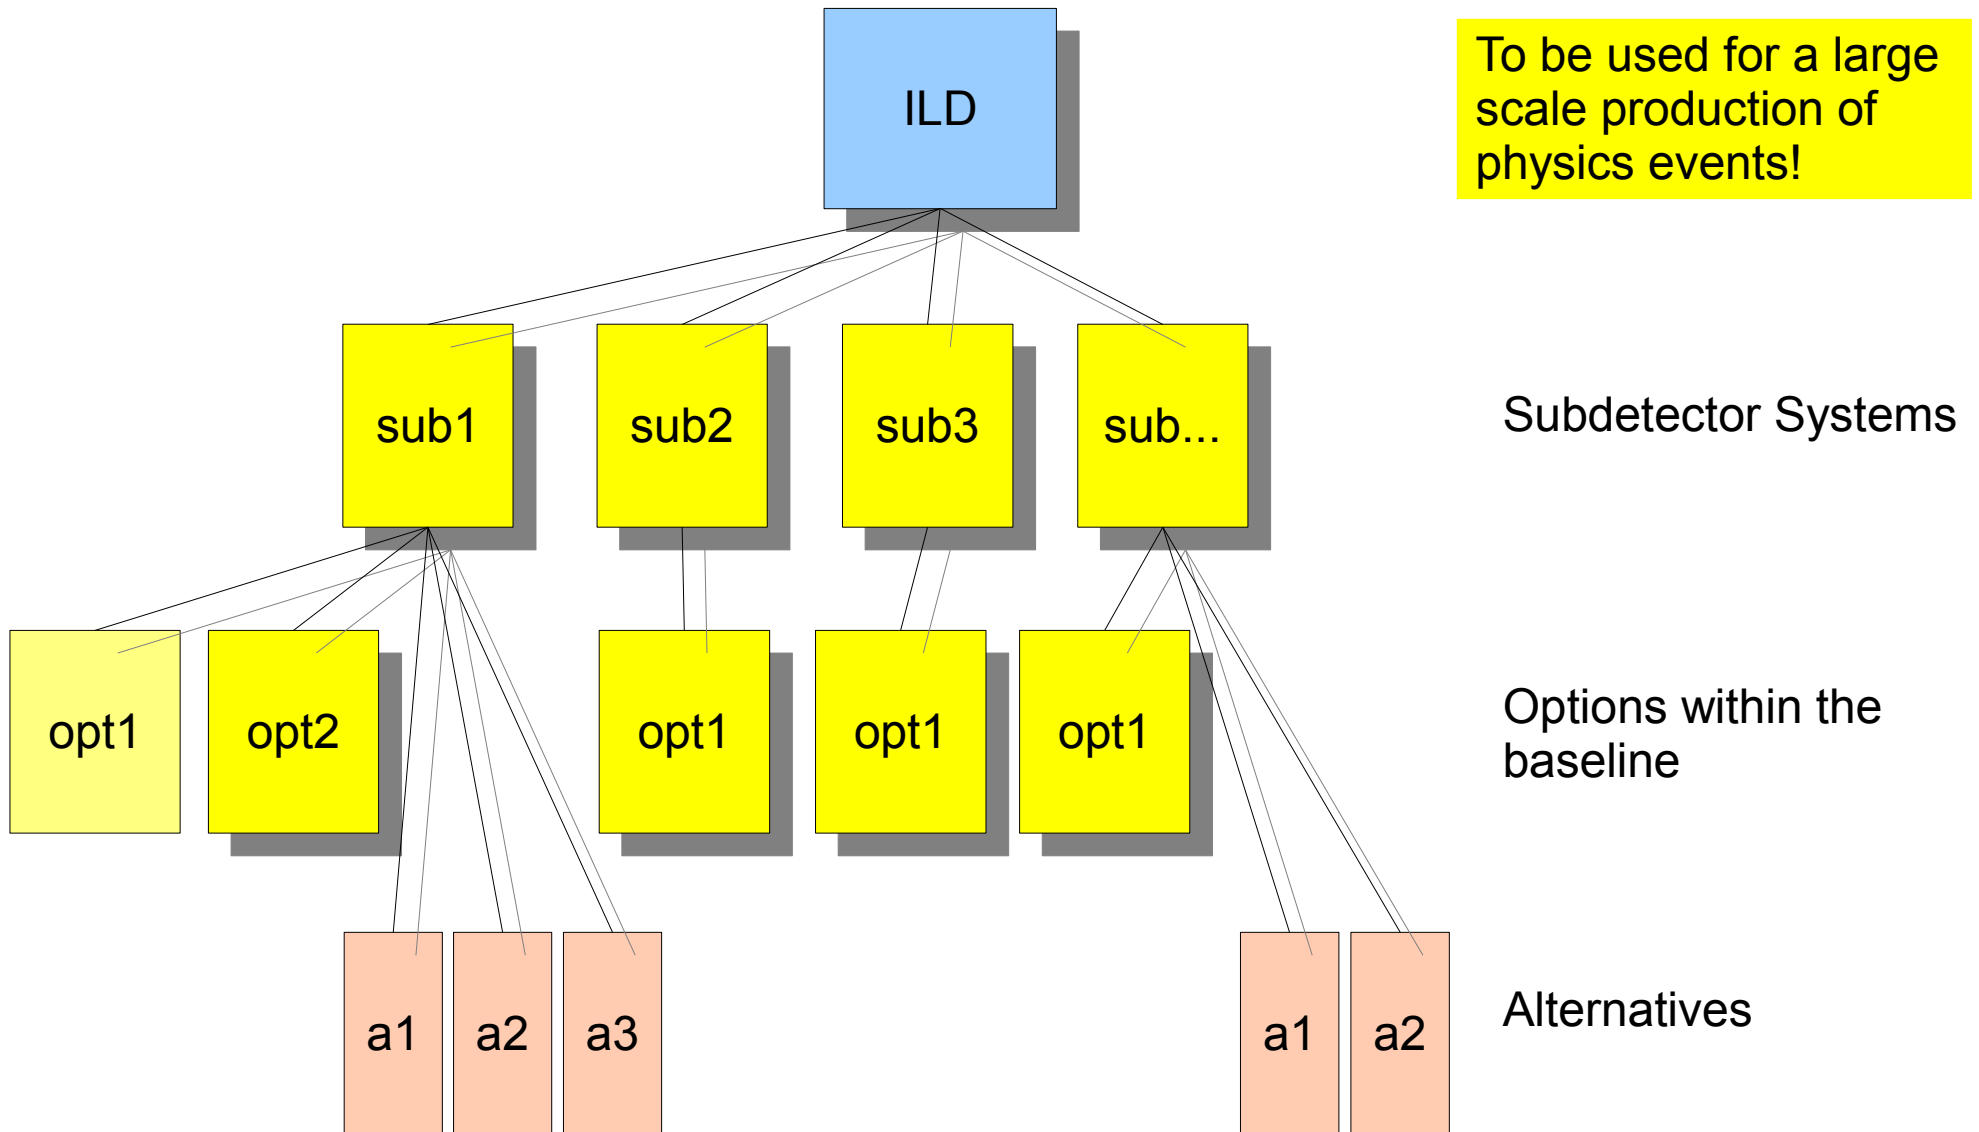 ILD
To be used for a large
scale production of
physics events!
sub1
sub2
sub3
sub...
Subdetector Systems
opt1
opt2
opt1
opt1
opt1
Options within the
baseline
a1
a2
a3
a1
a2
Alternatives